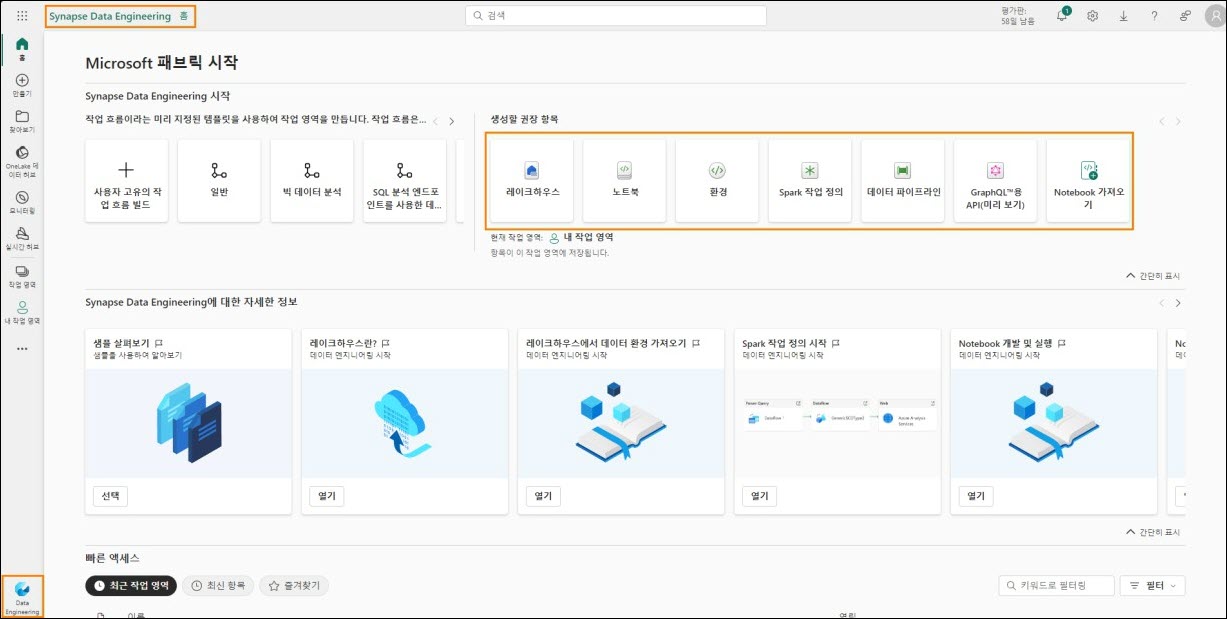 Synapse Data Engineering 홈
검색
평가판:
58일 남음
1
홈
만들기
찾아보기
OneLake 데
이터 허브
모니터링
실시간 허브
작업 영역
내 작업 영역
Data
Engineering
Microsoft 패브릭 시작
Synapse Data Engineering 시작
작업 흐름이라는 미리 지정된 템플릿을 사용하여 작업 영역을 만듭니다. 작업 흐름은...
사용자 고유의 작
업 흐름 빌드
일반
빅 데이터 분석
SQL 분석 엔드포
인트를 사용한 데...
생성할 권장 항목
레이크하우스
노트북
환경
Spark 작업 정의
데이터 파이프라인
GraphQL™용
API(미리 보기)
Notebook 가져오
기
현재 작업 영역: 내 작업 영역
항목이 이 작업 영역에 저장됩니다.
간단히 표시
Synapse Data Engineering에 대한 자세한 정보
샘플 살펴보기
샘플을 사용하여 알아보기
선택
레이크하우스란?
데이터 엔지니어링 시작
열기
레이크하우스에서 데이터 환경 가져오기
데이터 엔지니어링 시작
열기
Spark 작업 정의 시작
데이터 엔지니어링 시작
Power Query
Dataflow
Web
Dataflow 1
Azure Analysis
Services
열기
Notebook 개발 및 실행
데이터 엔지니어링 시작
열기
간단히 표시
빠른 액세스
최근 작업 영역
최신 항목
즐겨찾기
키워드로 필터링
필터
이름
열림